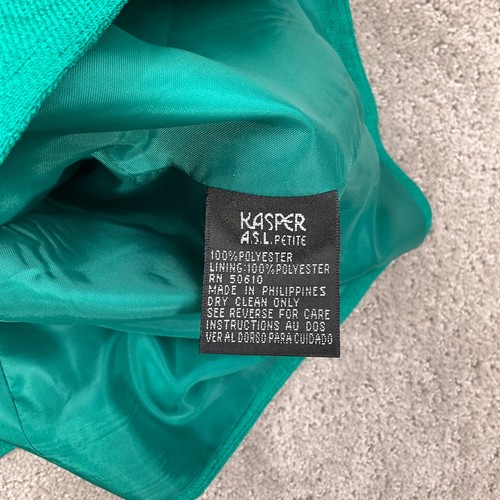 KASPER
A.S.L. PETITE
100%POLYESTER
LINING:100%POLYESTER
RN 50610
MADE IN PHILIPPINES
DRY CLEAN ONLY
SEE REVERSE FOR CARE
INSTRUCTIONS AU DOS
VER AL DORSO PARA CUIDADO